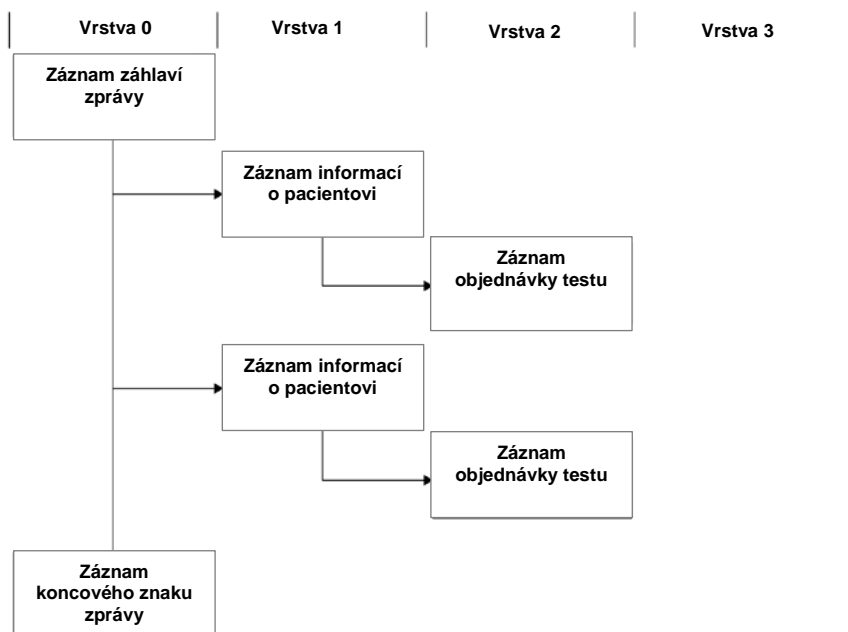 Vrstva 0
Vrstva 1
Vrstva 2
Vrstva 3
Záznam záhlaví
zprávy
Záznam informací
o pacientovi
Záznam
objednávky testu
Záznam informací
o pacientovi
Záznam
objednávky testu
Záznam
koncového znaku
zprávy